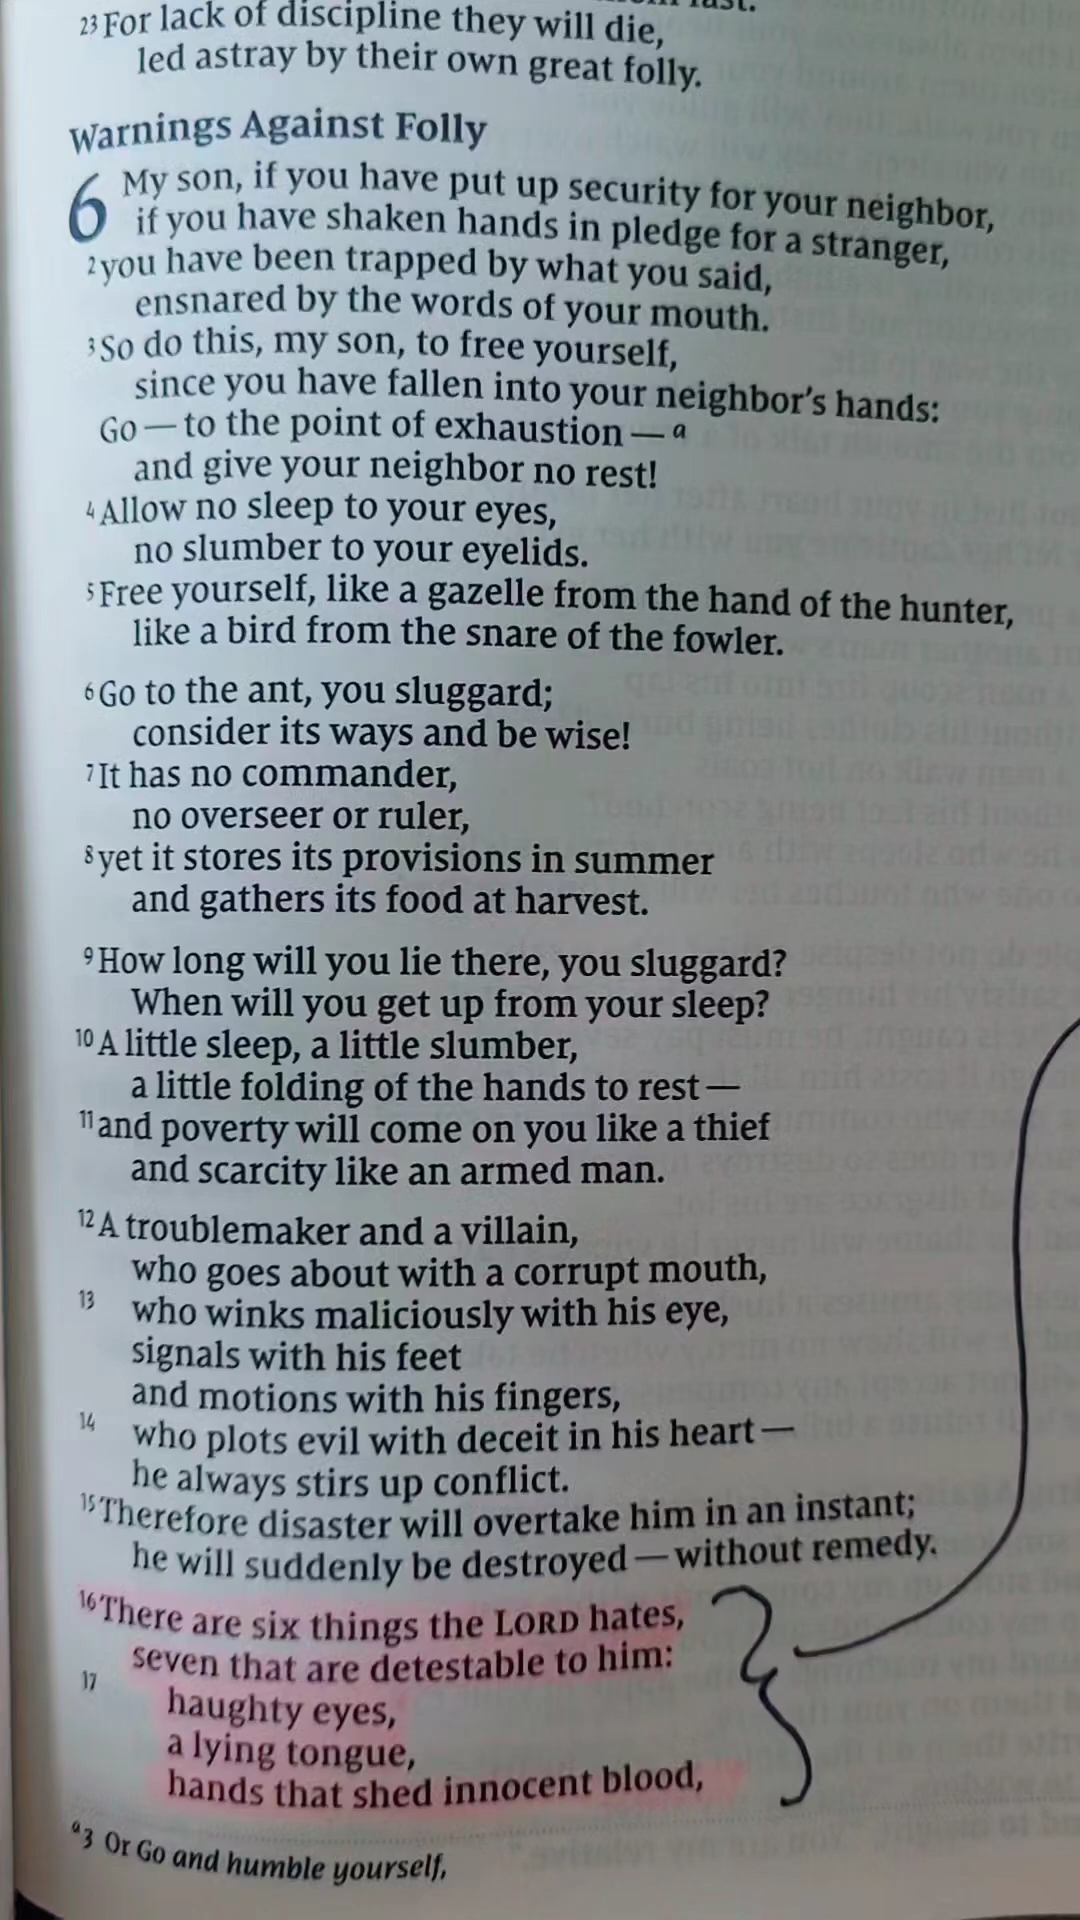 23 For lack of discipline they will die,
led astray by their own great folly.
Warnings Against Folly
6 My son, if you have put up security for your neighbor,
if you have shaken hands in pledge for a stranger,
2 you have been trapped by what you said,
ensnared by the words of your mouth.
3 So do this, my son, to free yourself,
since you have fallen into your neighbor's hands:
Go — to the point of exhaustion — a
and give your neighbor no rest!
4 Allow no sleep to your eyes,
no slumber to your eyelids.
5 Free yourself, like a gazelle from the hand of the hunter,
like a bird from the snare of the fowler.
6 Go to the ant, you sluggard;
consider its ways and be wise!
7 It has no commander,
no overseer or ruler,
8 yet it stores its provisions in summer
and gathers its food at harvest.
9 How long will you lie there, you sluggard?
When will you get up from your sleep?
10 A little sleep, a little slumber,
a little folding of the hands to rest —
11 and poverty will come on you like a thief
and scarcity like an armed man.
12 A troublemaker and a villain,
who goes about with a corrupt mouth,
13 who winks maliciously with his eye,
signals with his feet
and motions with his fingers,
14 who plots evil with deceit in his heart —
he always stirs up conflict.
15 Therefore disaster will overtake him in an instant;
he will suddenly be destroyed — without remedy.
16 There are six things the LORD hates,
seven that are detestable to him:
17 haughty eyes,
a lying tongue,
hands that shed innocent blood,
a 3 Or Go and humble yourself,